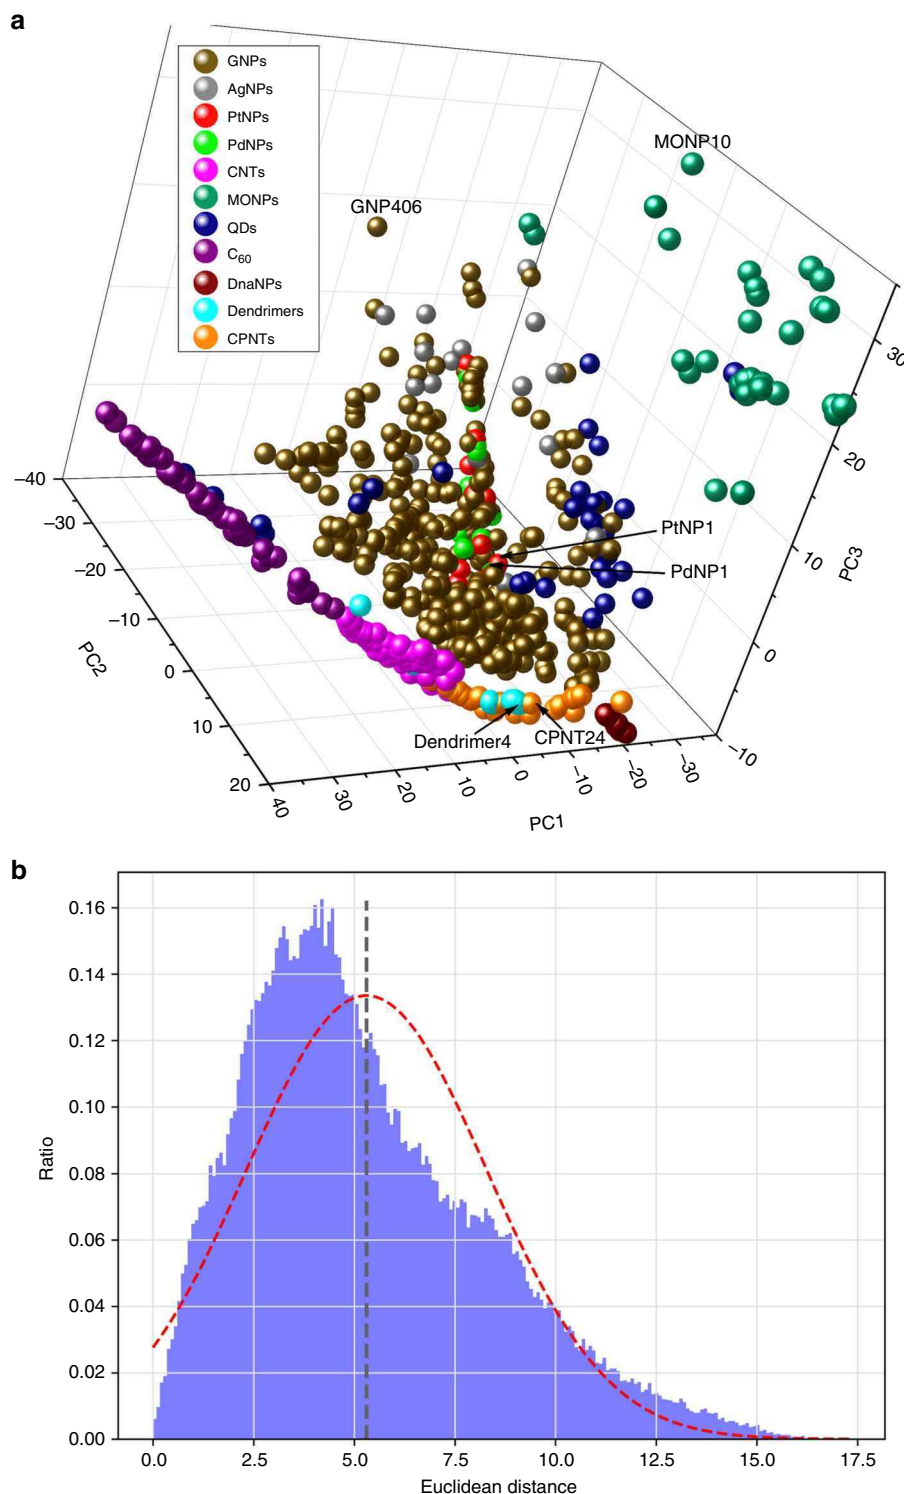 a
GNPs
AgNPs
PtNPs
PdNPs
CNTs
MONPs
QDs
C60
DnaNPs
Dendrimers
CPNTs
MONP10
GNP406
PtNP1
PdNP1
Dendrimer4
CPNT24
−40
−30
−20
−10
0
10
20
PC2
40
30
20
10
0
−10
−20
−30
PC1
−10
0
10
20
30
PC3
b
0.16
0.14
0.12
0.10
0.08
0.06
0.04
0.02
0.00
Ratio
0.0 2.5 5.0 7.5 10.0 12.5 15.0 17.5
Euclidean distance